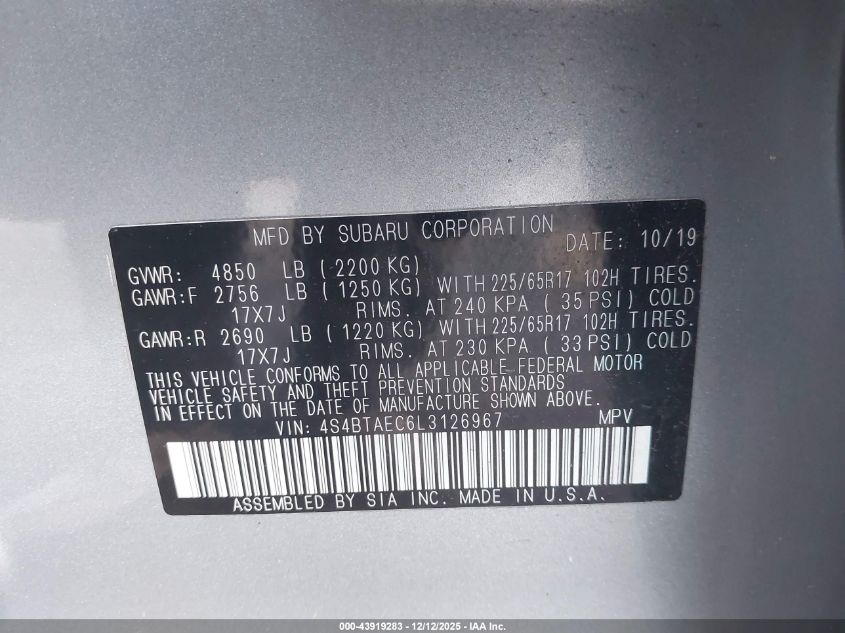 MFD BY SUBARU CORPORATION DATE: 10/19
GVWR: 4850 LB ( 2200 KG)
GAWR:F 2756 LB ( 1250 KG) WITH 225/65R17 102H TIRES.
17X7J RIMS. AT 240 KPA ( 35 PSI) COLD
GAWR:R 2690 LB ( 1220 KG) WITH 225/65R17 102H TIRES.
17X7J RIMS. AT 230 KPA ( 33 PSI) COLD
THIS VEHICLE CONFORMS TO ALL APPLICABLE FEDERAL MOTOR
VEHICLE SAFETY AND THEFT PREVENTION STANDARDS
IN EFFECT ON THE DATE OF MANUFACTURE SHOWN ABOVE.
VIN: 4S4BTAEC6L3126967 MPV
ASSEMBLED BY SIA INC. MADE IN U.S.A.
000-43919283 - 12/12/2025 - IAA Inc.